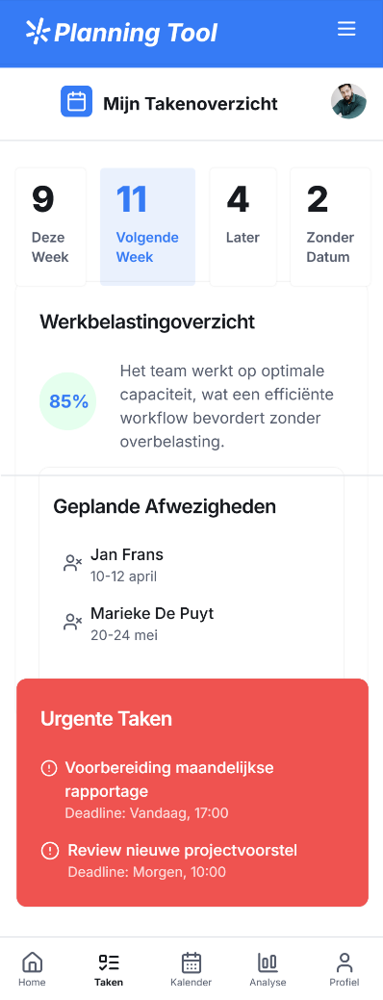 Planning Tool
Mijn Takenoverzicht
9
Deze
Week
11
Volgende
Week
4
Later
2
Zonder
Datum
Werkbelastingoverzicht
85%
Het team werkt op optimale
capaciteit, wat een efficiënte
workflow bevordert zonder
overbelasting.
Geplande Afwezigheden
Jan Frans
10-12 april
Marieke De Puyt
20-24 mei
Urgente Taken
Voorbereiding maandelijkse
rapportage
Deadline: Vandaag, 17:00
Review nieuwe projectvoorstel
Deadline: Morgen, 10:00
Home
Taken
Kalender
Analyse
Profiel